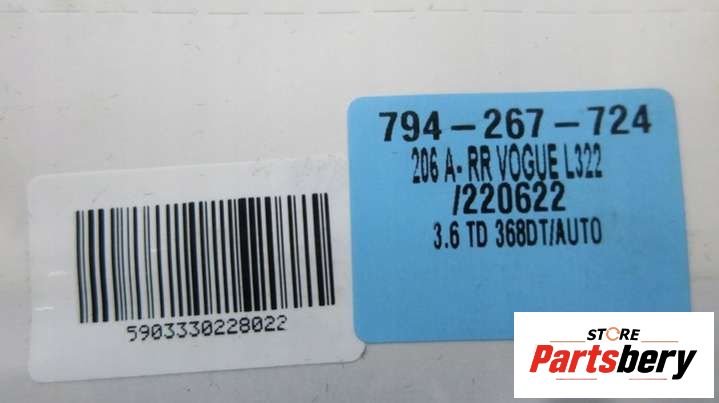 794-267-724
206 A- RR VOGUE L322
/220622
3.6 TD 368DT/AUTO
5903330228022
STORE
Partsbery